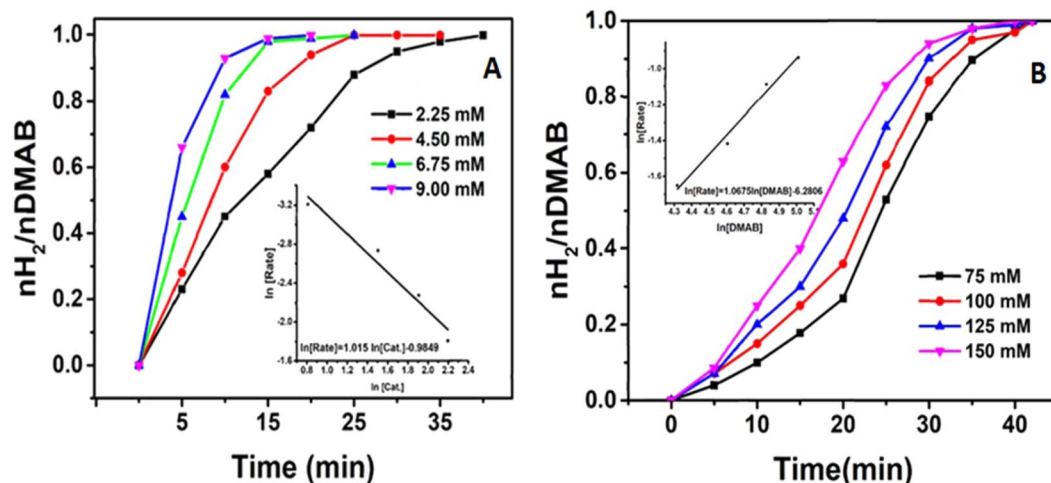 A
nH2/nDMAB
1.0
0.8
0.6
0.4
0.2
0.0
5
15
25
35
Time (min)
2.25 mM
4.50 mM
6.75 mM
9.00 mM
ln [Rate]
-3.2
-2.8
-2.4
-2.0
-1.6
ln[Rate]=1.015 ln[Cat.]-0.9849
0.8 1.0 1.2 1.4 1.6 1.8 2.0 2.2 2.4
ln [Cat.]
B
nH2/nDMAB
1.0
0.8
0.6
0.4
0.2
0.0
0
10
20
30
40
Time(min)
75 mM
100 mM
125 mM
150 mM
ln[Rate]
-1.0
-1.2
-1.4
-1.6
ln[Rate]=1.0675ln[DMAB]-6.2806
4.3 4.4 4.5 4.6 4.7 4.8 4.9 5.0 5.1
ln[DMAB]